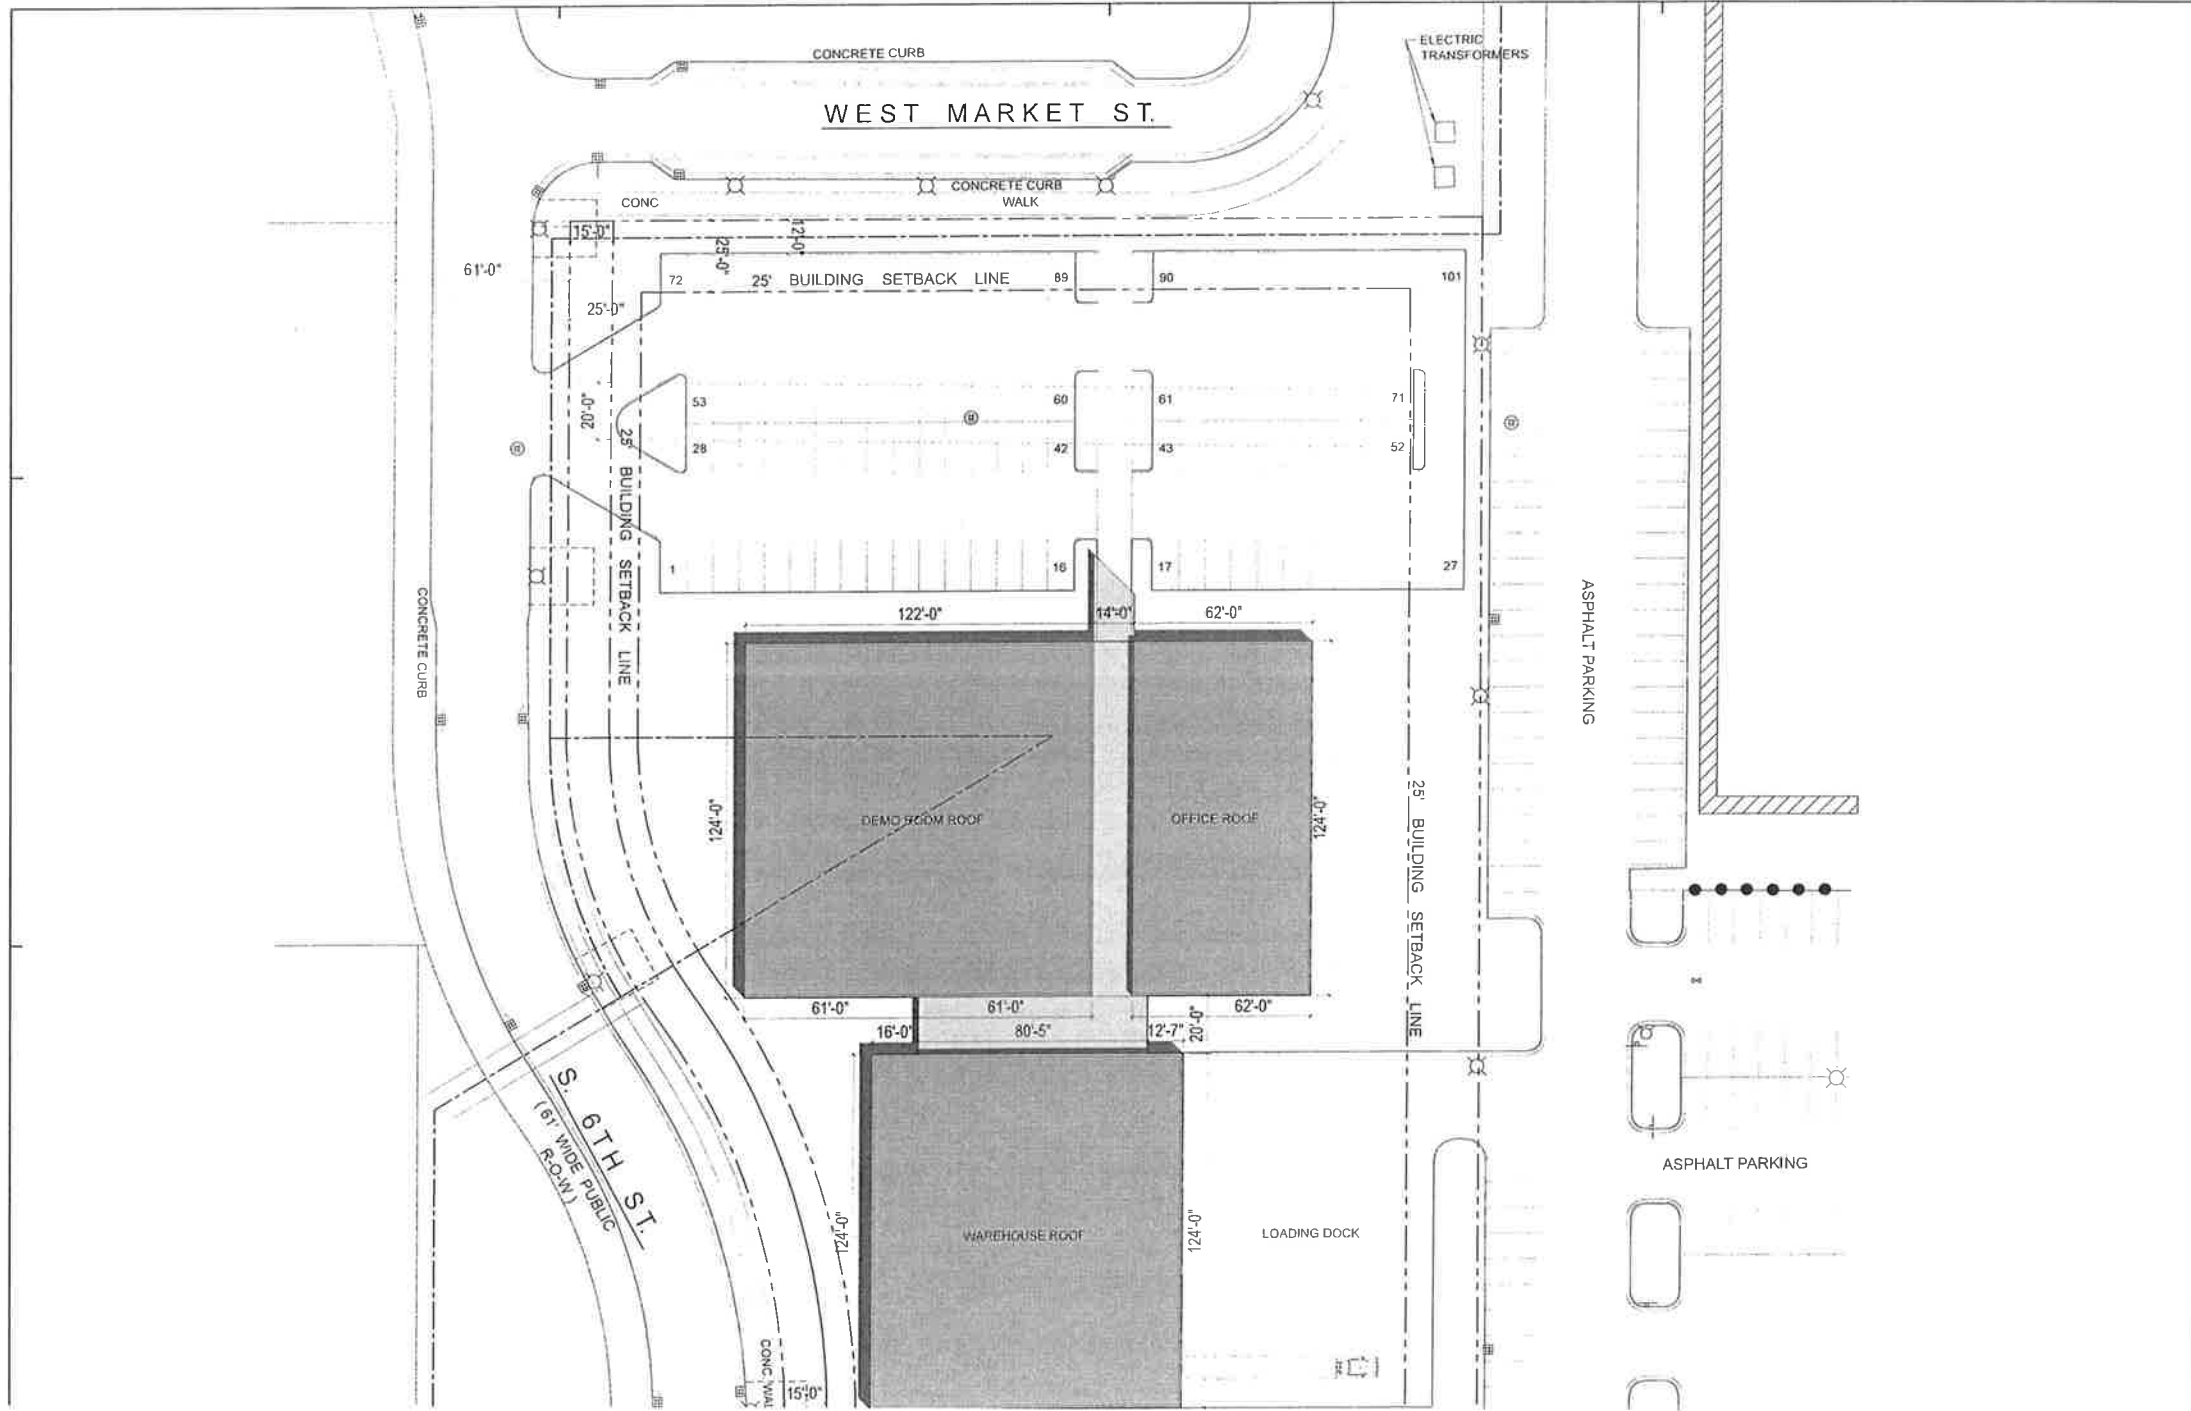 CONCRETE CURB
ELECTRIC
TRANSFORMERS
WEST MARKET ST.
CONCRETE CURB
CONC
WALK
15'-0"
25'-0"
12'-0"
61'-0"
72
25' BUILDING SETBACK LINE
89
90
101
25'-0"
20'-0"
53
60
61
71
28
42
43
52
25' BUILDING SETBACK LINE
1
16
17
27
CONCRETE CURB
ASPHALT PARKING
122'-0"
14'-0"
62'-0"
124'-0"
DEMO ROOM ROOF
OFFICE ROOF
124'-0"
25' BUILDING SETBACK LINE
61'-0"
61'-0"
62'-0"
16'-0"
80'-5"
12'-7"
20'-0"
S. 6TH ST.
( 61' WIDE PUBLIC
R-O-W )
ASPHALT PARKING
124'-0"
WAREHOUSE ROOF
124'-0"
LOADING DOCK
CONC. WAL
15'-0"